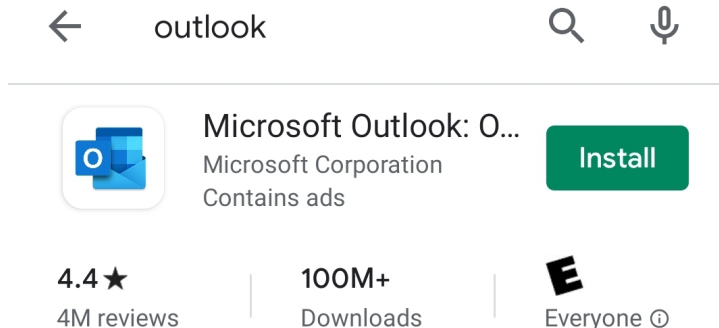 outlook
Microsoft Outlook: O...
Microsoft Corporation
Install
Contains ads
4.4★
100M+
E
4M reviews
Downloads
Everyone